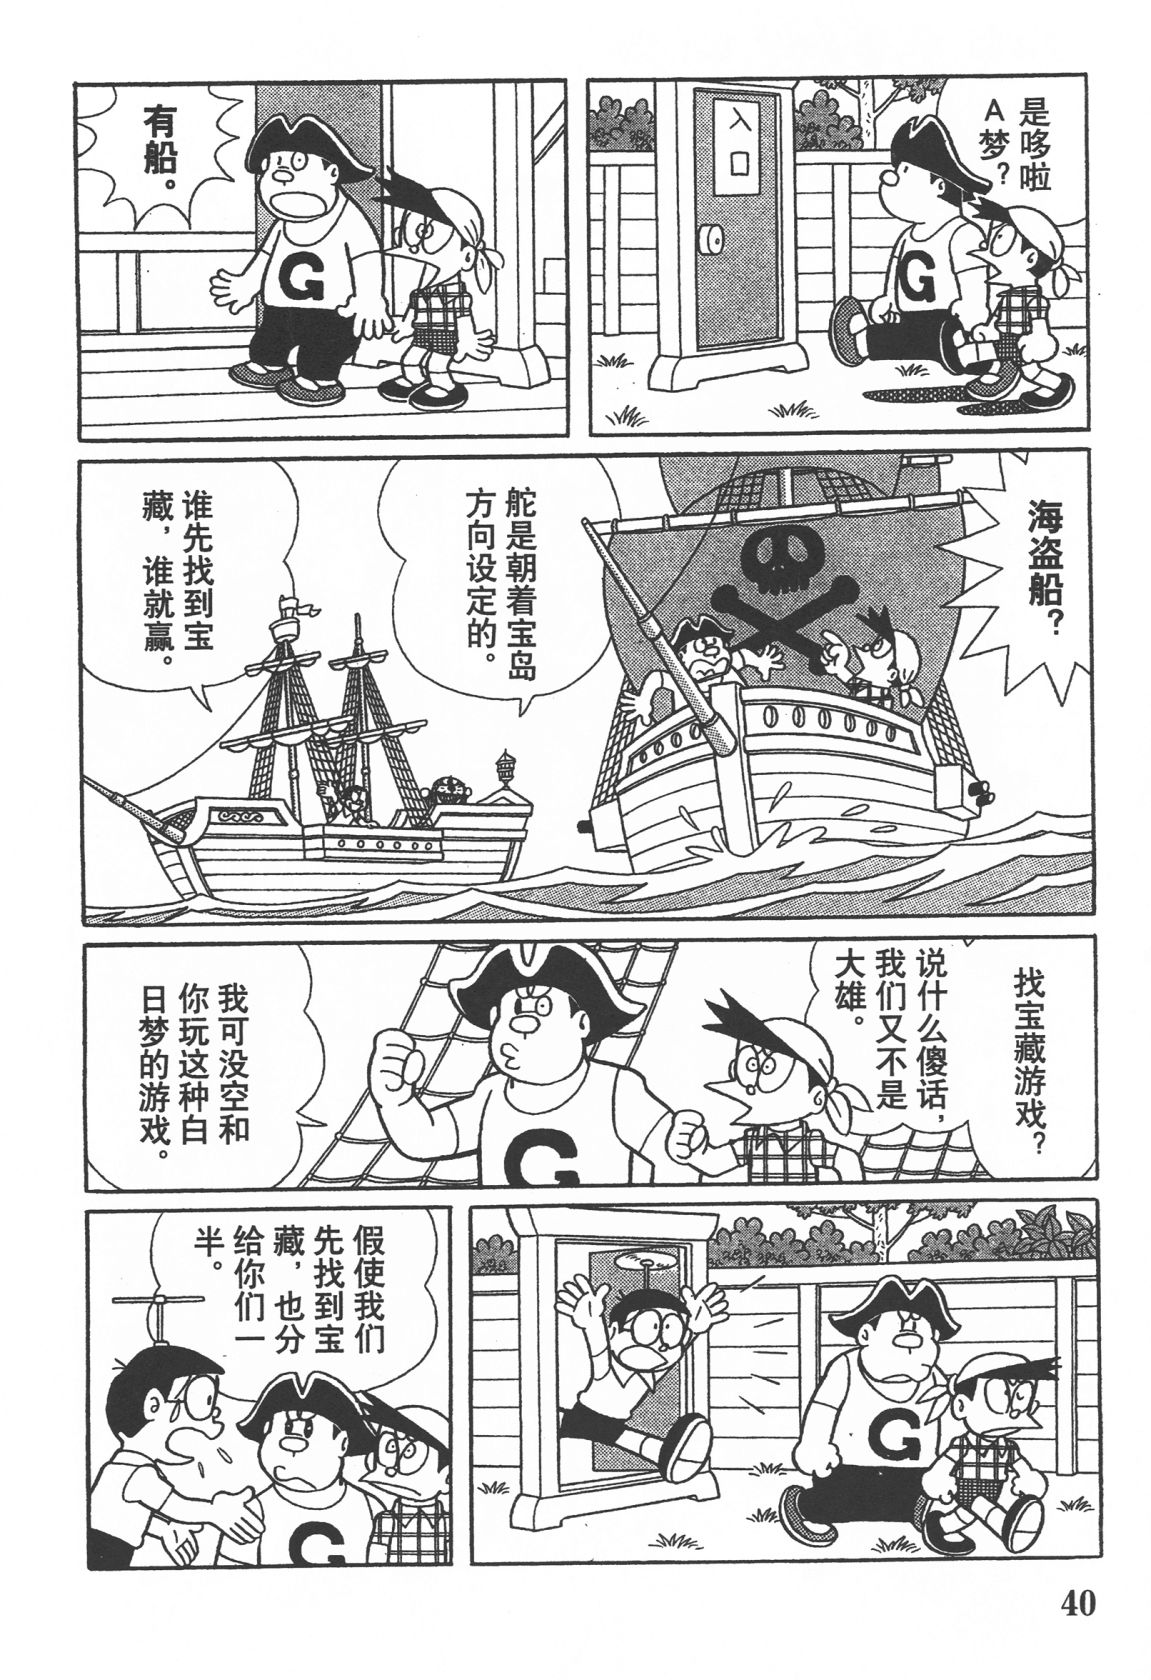 是哆啦
A梦?
入
口
G
有船。
G
海盗船?
舵是朝着宝岛
方向设定的。
谁先找到宝
藏,谁就赢。
找宝藏游戏?
说什么傻话,
我们又不是
大雄。
我可没空和
你玩这种白
日梦的游戏。
G
G
假使我们
先找到宝
藏,也分
给你们一
半。
G
40